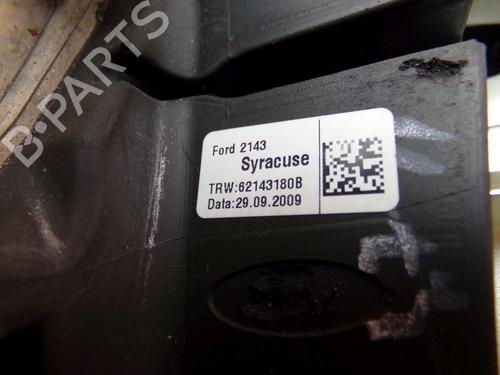 Ford 2143
Syracuse
TRW:62143180B
Data:29.09.2009
B-PARTS